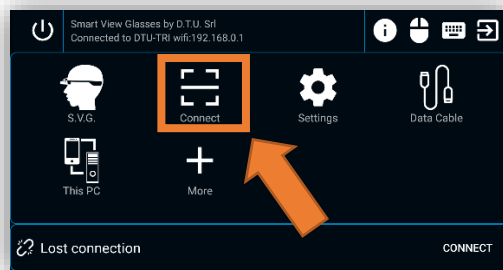 Smart View Glasses by D.T.U. Srl
Connected to DTU-TRI wifi:192.168.0.1
S.V.G.
Connect
Settings
Data Cable
This PC
More
Lost connection
CONNECT